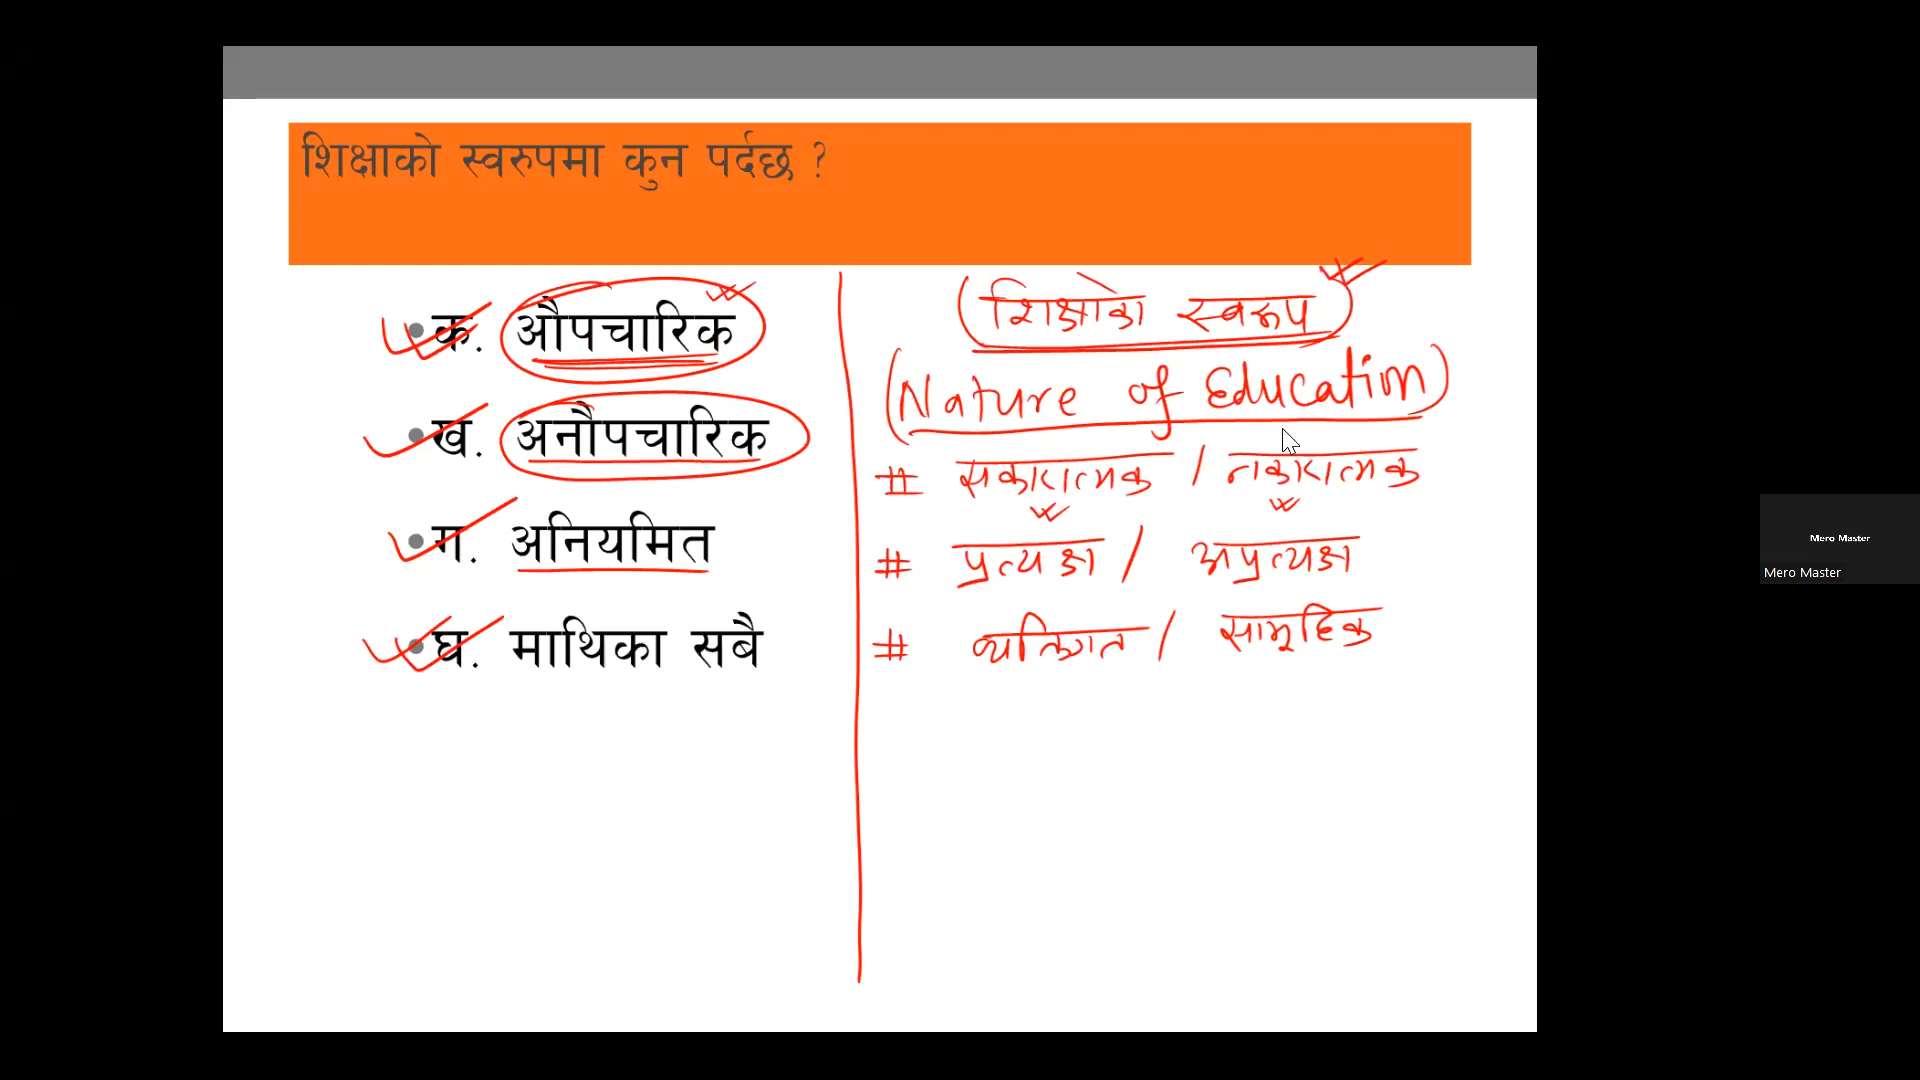 शिक्षाको स्वरुपमा कुन पर्दछ ?
क. औपचारिक
ख. अनौपचारिक
ग. अनियमित
घ. माथिका सबै
शिक्षाको स्वरूप
(Nature of Education)
# सकारात्मक / नकारात्मक
# प्रत्यक्ष / अप्रत्यक्ष
# व्यक्तिगत / सामूहिक
Mero Master
Mero Master